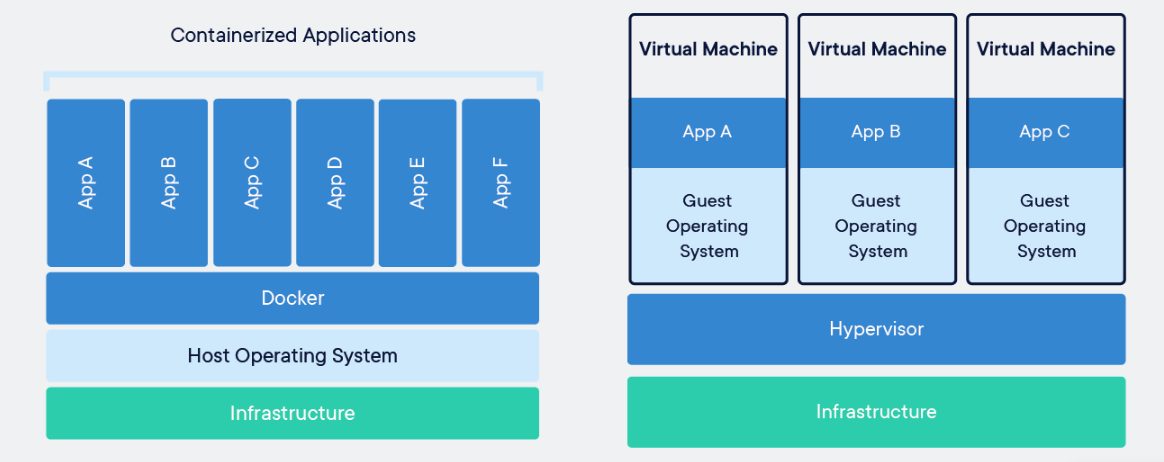 Containerized Applications
App A
App B
App C
App D
App E
App F
Docker
Host Operating System
Infrastructure
Virtual Machine
App A
Guest
Operating
System
Virtual Machine
App B
Guest
Operating
System
Virtual Machine
App C
Guest
Operating
System
Hypervisor
Infrastructure